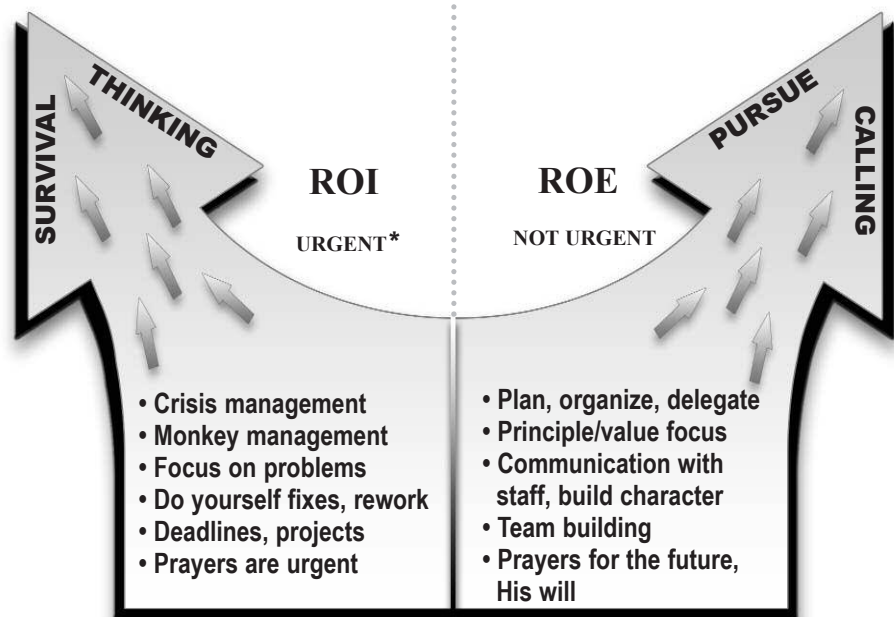 SURVIVAL
THINKING
ROI
URGENT*
• Crisis management
• Monkey management
• Focus on problems
• Do yourself fixes, rework
• Deadlines, projects
• Prayers are urgent
PURSUE
CALLING
ROE
NOT URGENT
• Plan, organize, delegate
• Principle/value focus
• Communication with
staff, build character
• Team building
• Prayers for the future,
His will